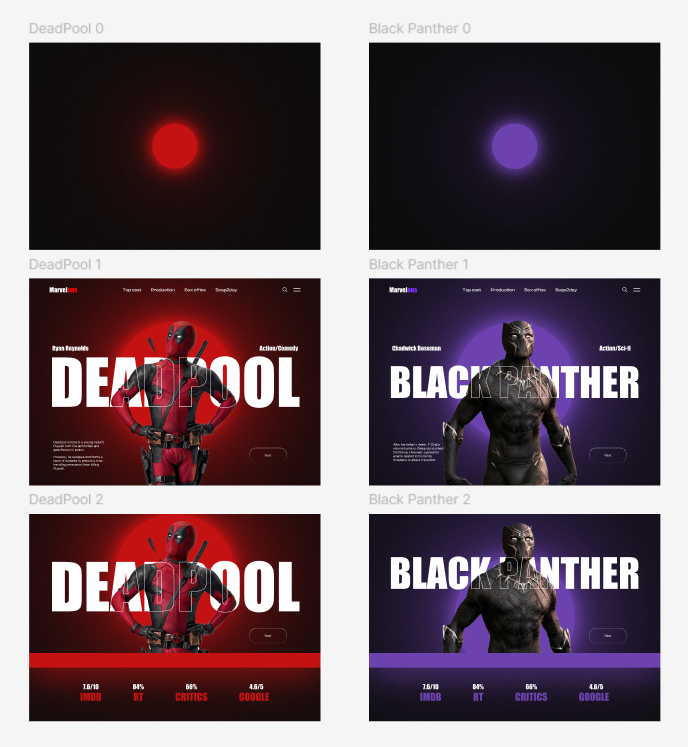 DeadPool 0
Black Panther 0
DeadPool 1
Marvelous
Top cast Production Box office Soap2day
Ryan Reynolds
Action/Comedy
DEADPOOL
Next
Black Panther 1
Marvelous
Top cast Production Box office Soap2day
Chadwick Boseman
Action/Sci-fi
BLACK PANTHER
Next
DeadPool 2
DEADPOOL
Next
7.6/10 84% 66% 4.6/5
IMDB RT CRITICS GOOGLE
Black Panther 2
BLACK PANTHER
Next
7.6/10 84% 66% 4.6/5
IMDB RT CRITICS GOOGLE